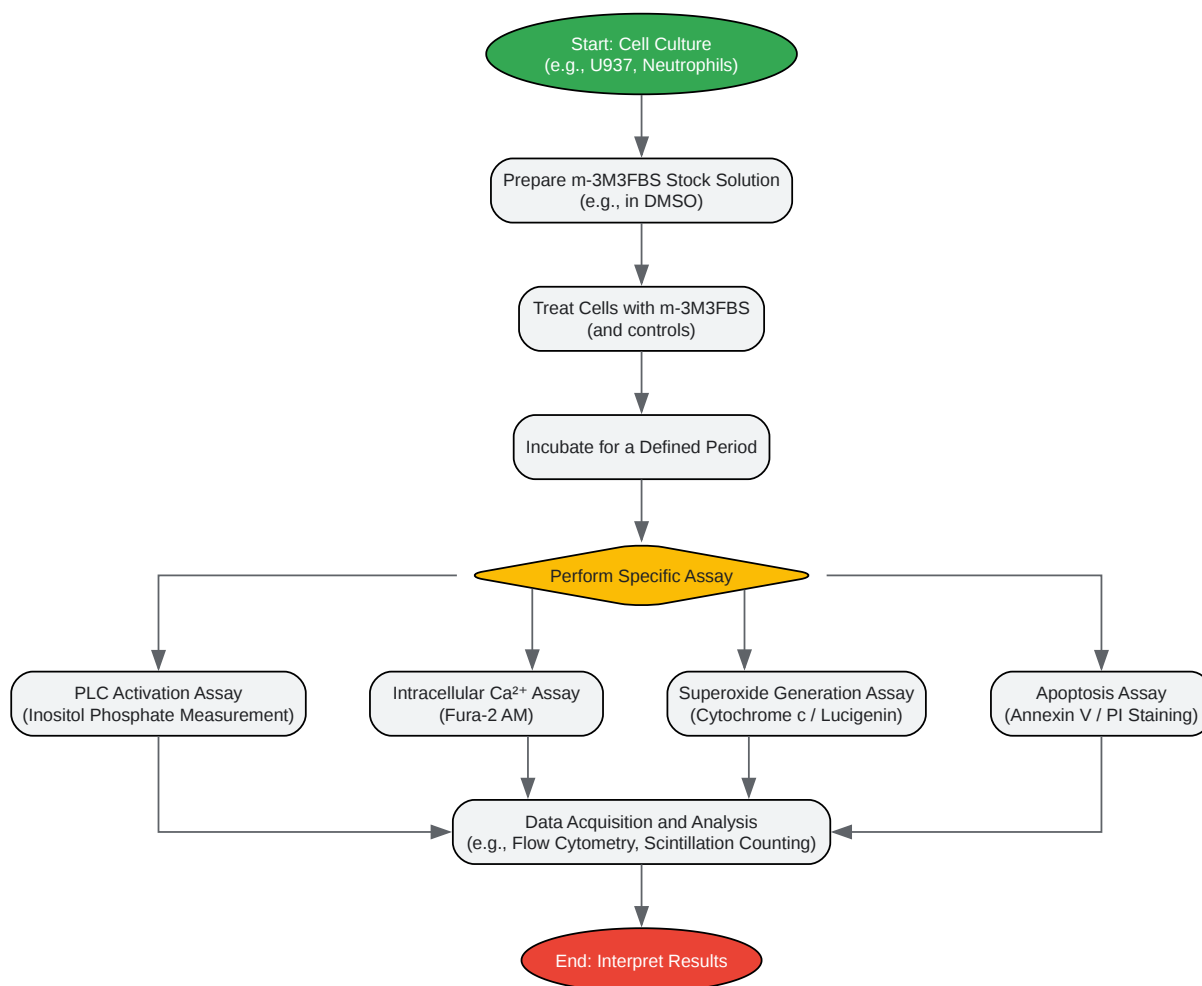 Start: Cell Culture
(e.g., U937, Neutrophils)
Prepare m-3M3FBS Stock Solution
(e.g., in DMSO)
Treat Cells with m-3M3FBS
(and controls)
Incubate for a Defined Period
Perform Specific Assay
PLC Activation Assay
(Inositol Phosphate Measurement)
Intracellular Ca²⁺ Assay
(Fura-2 AM)
Superoxide Generation Assay
(Cytochrome c / Lucigenin)
Apoptosis Assay
(Annexin V / PI Staining)
Data Acquisition and Analysis
(e.g., Flow Cytometry, Scintillation Counting)
End: Interpret Results